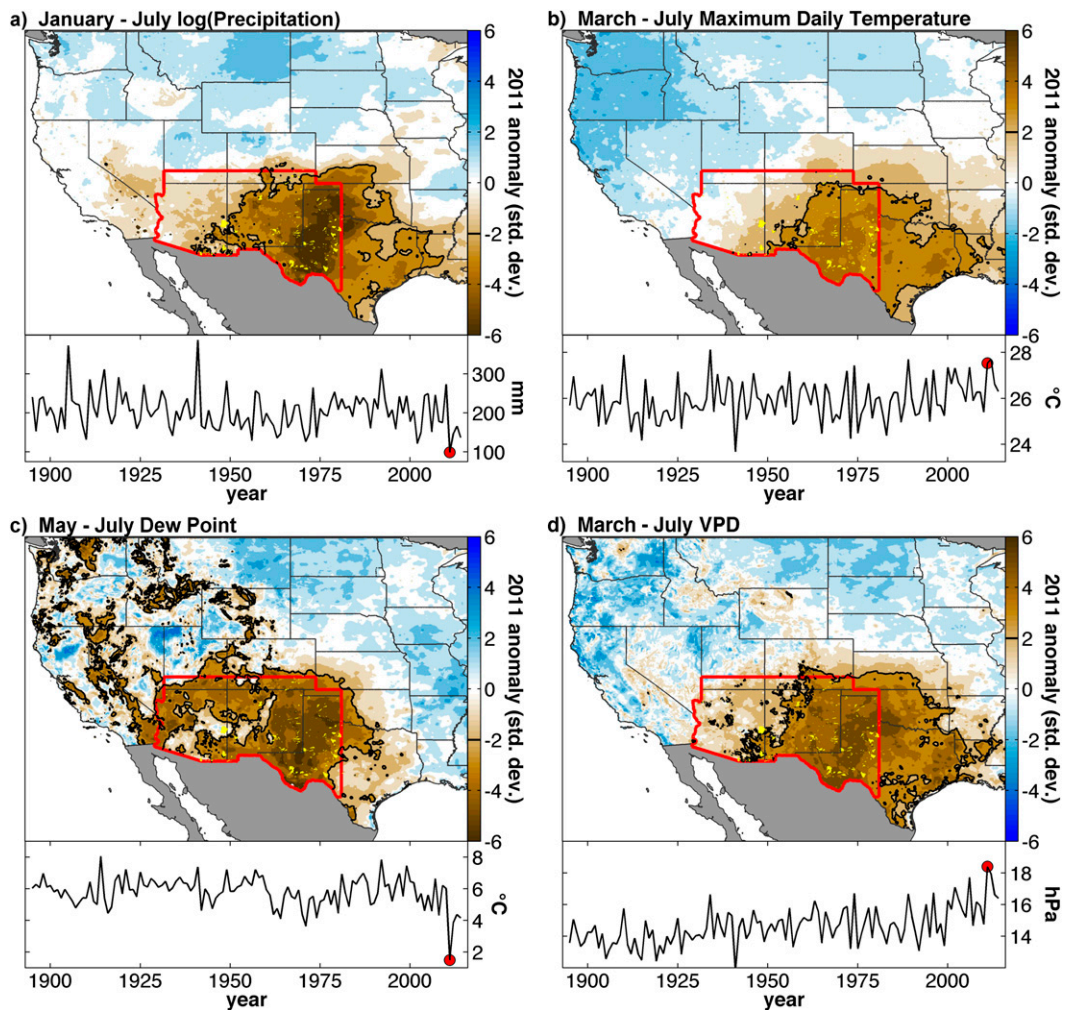 a) January - July log(Precipitation)
6
4
2
0
-2
-4
-6
2011 anomaly (std. dev.)
300
200
100
mm
1900 1925 1950 1975 2000
year
b) March - July Maximum Daily Temperature
6
4
2
0
-2
-4
-6
2011 anomaly (std. dev.)
28
26
24
°C
1900 1925 1950 1975 2000
year
c) May - July Dew Point
6
4
2
0
-2
-4
-6
2011 anomaly (std. dev.)
8
6
4
2
°C
1900 1925 1950 1975 2000
year
d) March - July VPD
6
4
2
0
-2
-4
-6
2011 anomaly (std. dev.)
18
16
14
hPa
1900 1925 1950 1975 2000
year